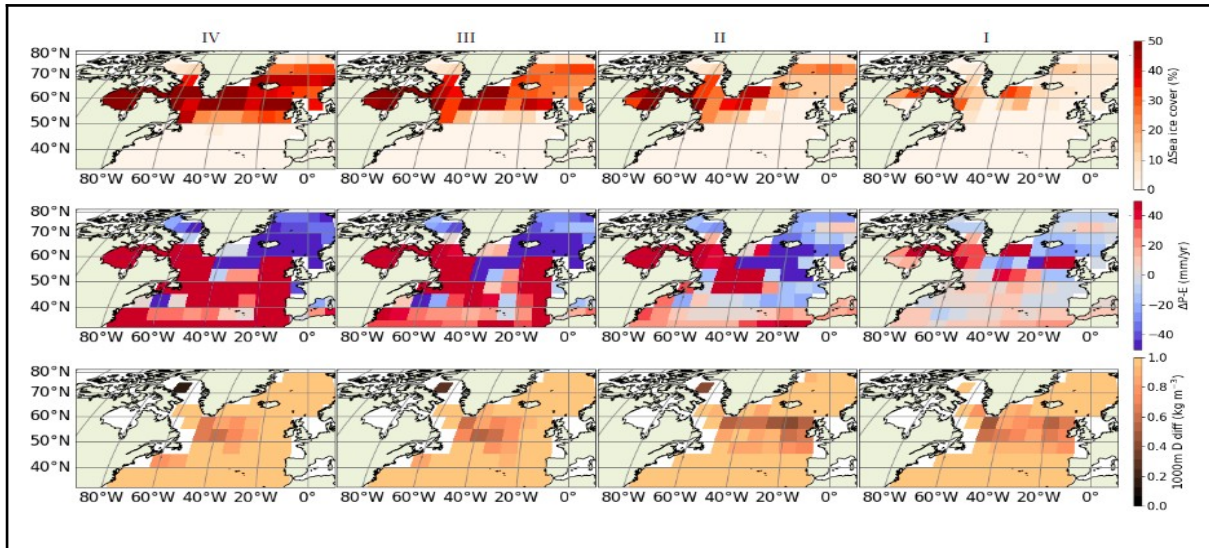 IV III II I
80°N
70°N
60°N
50°N
40°N
80°W 60°W 40°W 20°W 0° 80°W 60°W 40°W 20°W 0° 80°W 60°W 40°W 20°W 0° 80°W 60°W 40°W 20°W 0°
50
40
30
20
10
0
ΔSea ice cover (%)
80°N
70°N
60°N
50°N
40°N
80°W 60°W 40°W 20°W 0° 80°W 60°W 40°W 20°W 0° 80°W 60°W 40°W 20°W 0° 80°W 60°W 40°W 20°W 0°
40
20
0
−20
−40
ΔP-E (mm/yr)
80°N
70°N
60°N
50°N
40°N
80°W 60°W 40°W 20°W 0° 80°W 60°W 40°W 20°W 0° 80°W 60°W 40°W 20°W 0° 80°W 60°W 40°W 20°W 0°
1.0
0.8
0.6
0.4
0.2
0.0
1000m D diff (kg m⁻³)